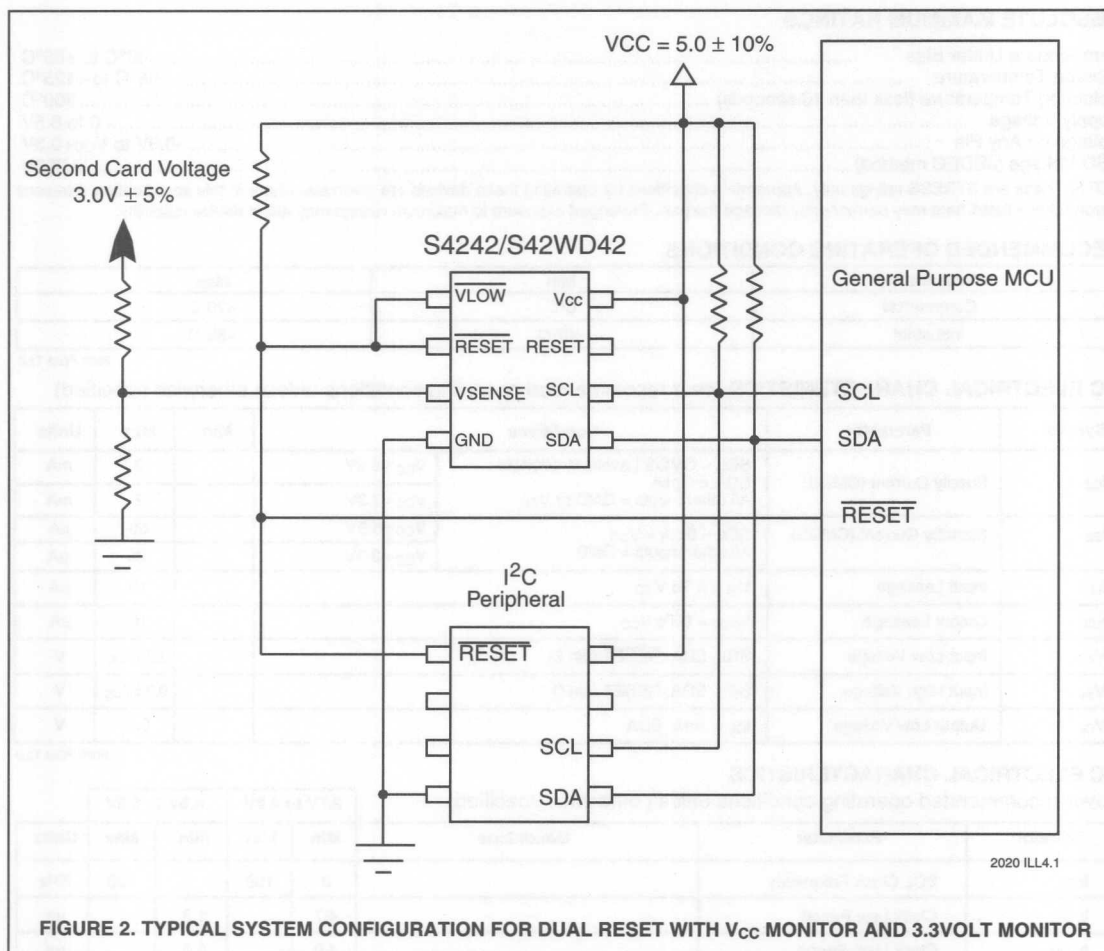 VCC = 5.0 ± 10%
Second Card Voltage
3.0V ± 5%
S4242/S42WD42
General Purpose MCU
VLOW Vcc
RESET RESET
VSENSE SCL
GND SDA
SCL
SDA
RESET
I²C
Peripheral
RESET
SCL
SDA
2020 ILL4.1
FIGURE 2. TYPICAL SYSTEM CONFIGURATION FOR DUAL RESET WITH Vcc MONITOR AND 3.3VOLT MONITOR